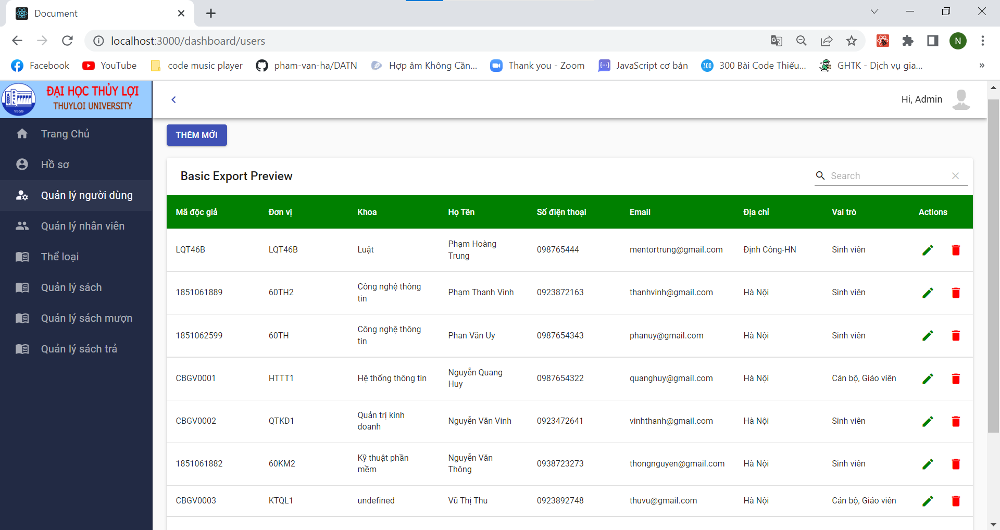 Document
localhost:3000/dashboard/users
N
Facebook
YouTube
code music player
pham-van-ha/DATN
Hợp âm Không Cần...
Thank you - Zoom
JavaScript cơ bản
300
300 Bài Code Thiếu...
GHTK - Dịch vụ gia...
»
ĐẠI HỌC THỦY LỢI
THUYLOI UNIVERSITY
1959
Hi, Admin
Trang Chủ
Hồ sơ
Quản lý người dùng
Quản lý nhân viên
Thể loại
Quản lý sách
Quản lý sách mượn
Quản lý sách trả
THÊM MỚI
Basic Export Preview
Search
Mã độc giả Đơn vị Khoa Họ Tên Số điện thoại Email Địa chỉ Vai trò Actions
LQT46B LQT46B Luật Phạm Hoàng Trung 098765444 mentortrung@gmail.com Định Công-HN Sinh viên
1851061889 60TH2 Công nghệ thông tin Phạm Thanh Vinh 0923872163 thanhvinh@gmail.com Hà Nội Sinh viên
1851062599 60TH Công nghệ thông tin Phan Văn Uy 0987654343 phanuy@gmail.com Hà Nội Sinh viên
CBGV0001 HTTT1 Hệ thống thông tin Nguyễn Quang Huy 0987654322 quanghuy@gmail.com Hà Nội Cán bộ, Giáo viên
CBGV0002 QTKD1 Quản trị kinh doanh Nguyễn Văn Vinh 0923472641 vinhthanh@gmail.com Hà Nội Sinh viên
1851061882 60KM2 Kỹ thuật phần mềm Nguyễn Văn Thông 0938723273 thongnguyen@gmail.com Hà Nội Sinh viên
CBGV0003 KTQL1 undefined Vũ Thị Thu 0923892748 thuvu@gmail.com Hà Nội Cán bộ, Giáo viên